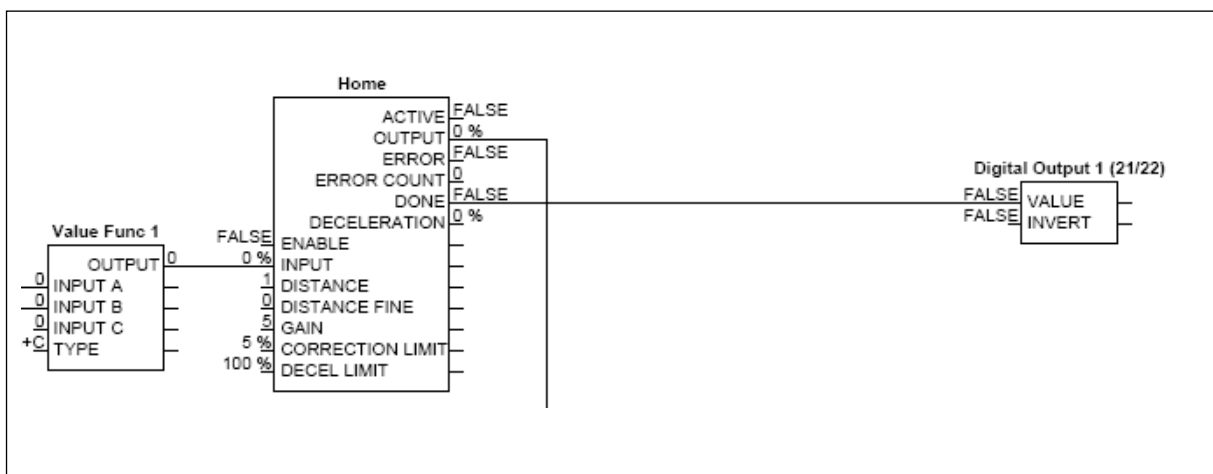 Home
ACTIVE FALSE
OUTPUT 0 %
ERROR FALSE
ERROR COUNT 0
DONE FALSE
DECELERATION 0 %
FALSE ENABLE
0 % INPUT
1 DISTANCE
0 DISTANCE FINE
5 GAIN
5 % CORRECTION LIMIT
100 % DECEL LIMIT
Value Func 1
OUTPUT 0
0 INPUT A
0 INPUT B
0 INPUT C
+C TYPE
Digital Output 1 (21/22)
FALSE VALUE
FALSE INVERT